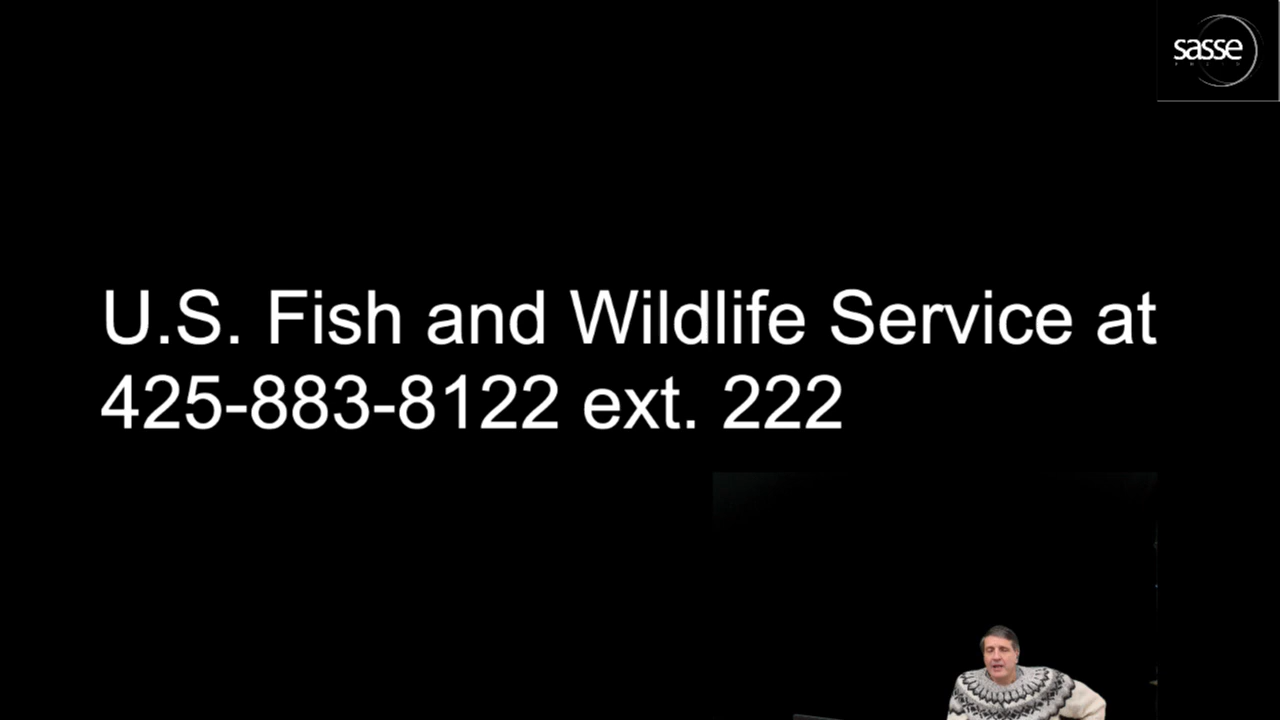 sasse
U.S. Fish and Wildlife Service at
425-883-8122 ext. 222